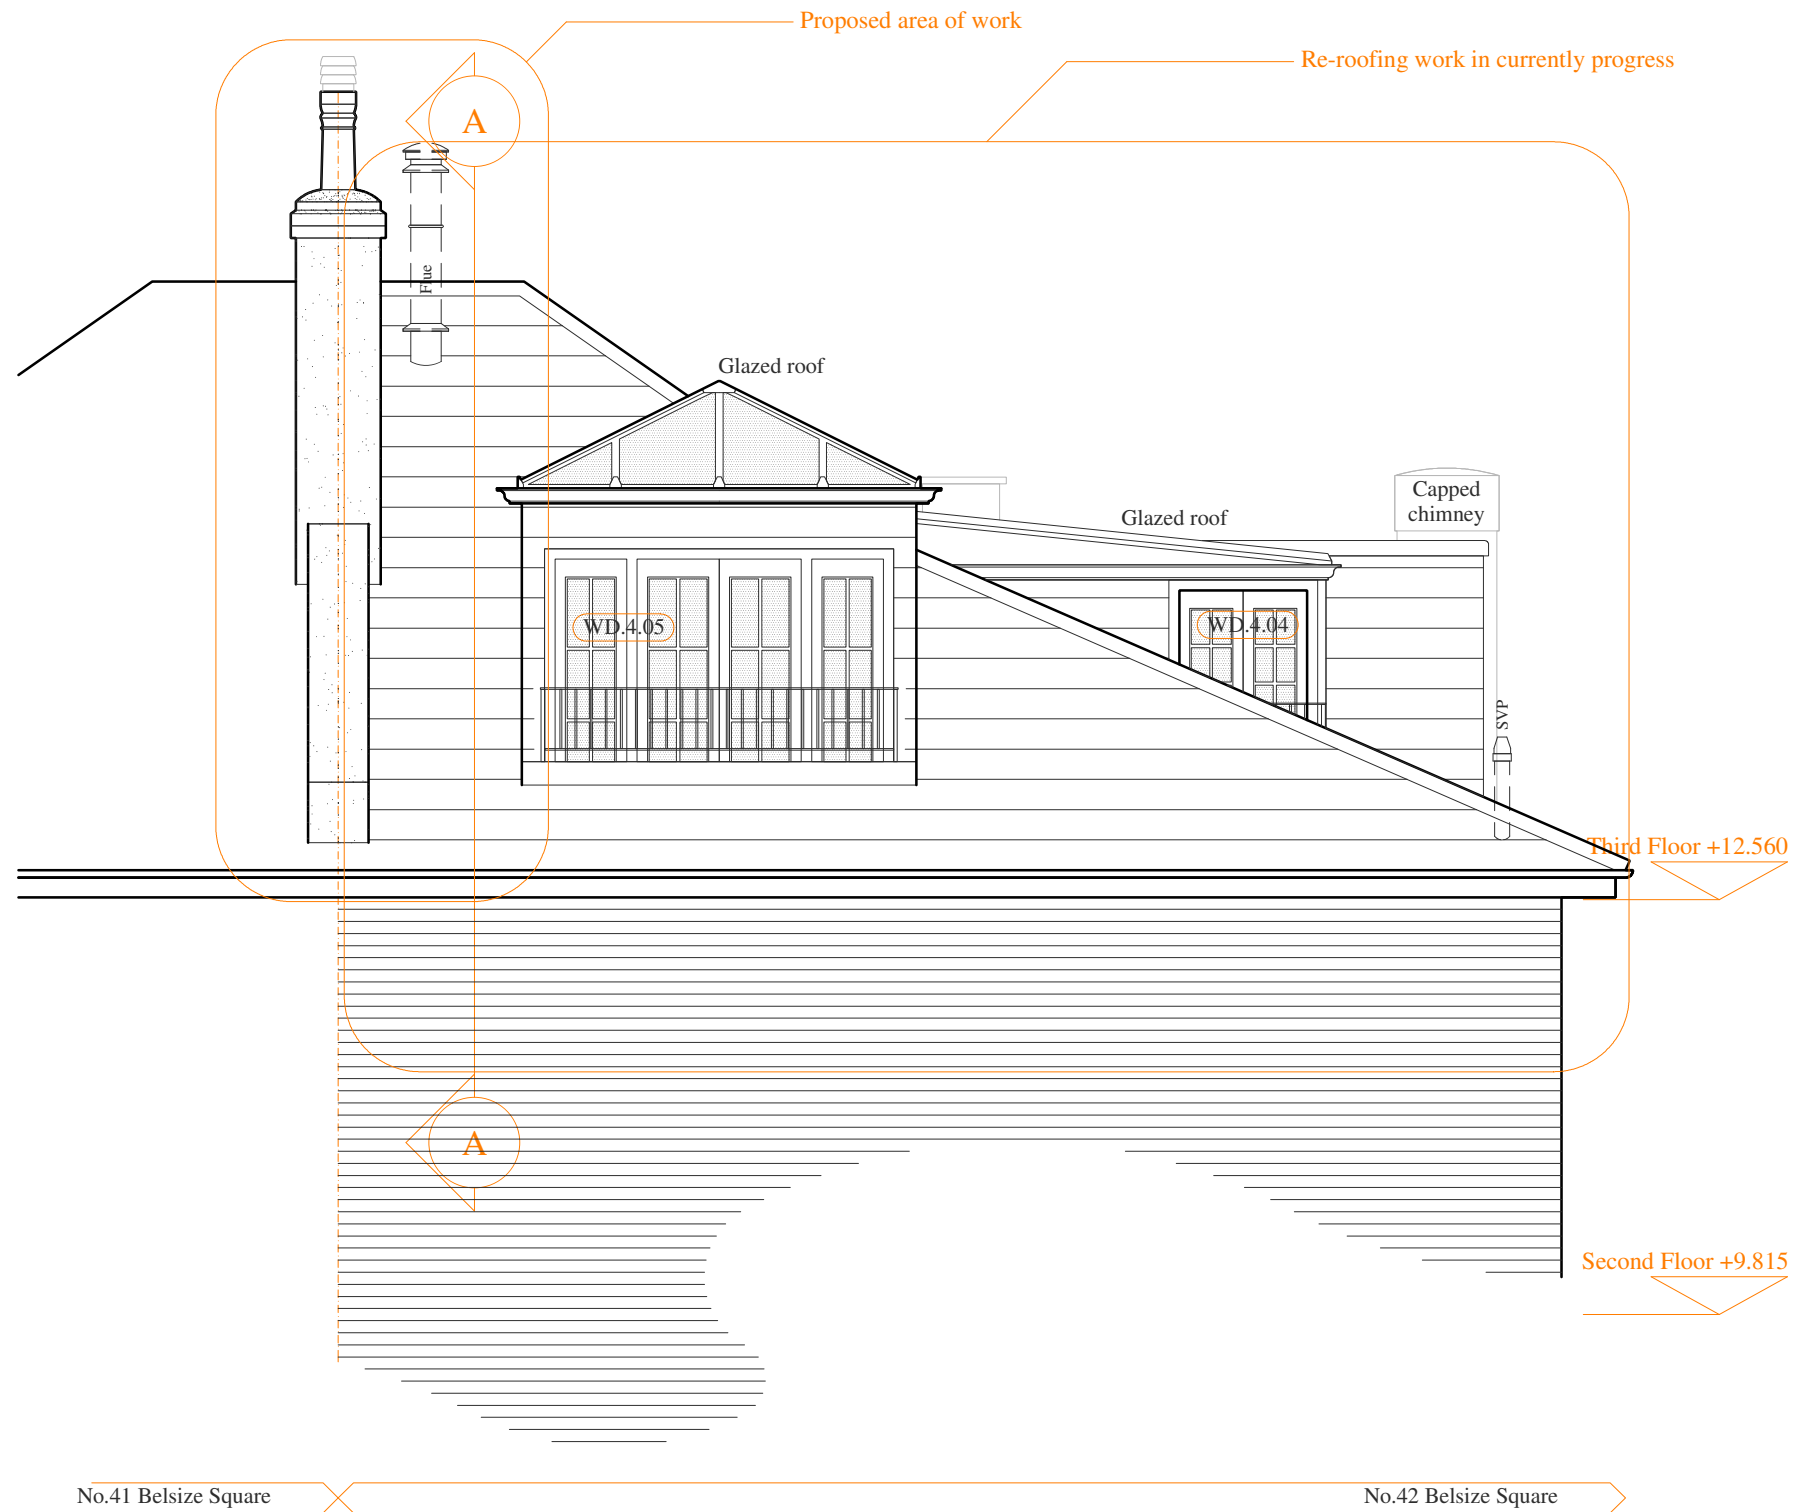 Proposed area of work
Re-roofing work in currently progress
A
Flue
Glazed roof
Capped
chimney
Glazed roof
WD.4.05
WD.4.04
SVP
Third Floor +12.560
A
Second Floor +9.815
No.41 Belsize Square
No.42 Belsize Square